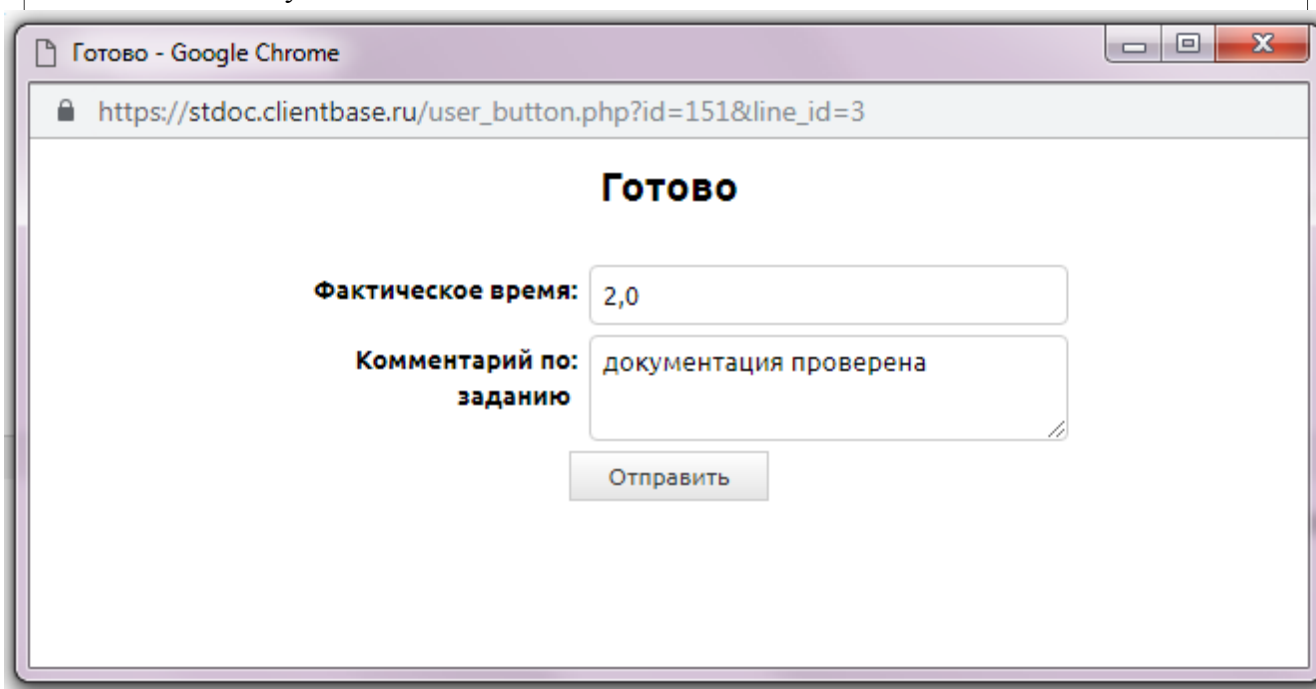 Готово - Google Chrome
https://stdoc.clientbase.ru/user_button.php?id=151&line_id=3
Готово
Фактическое время: 2,0
Комментарий по: документация проверена
заданию
Отправить